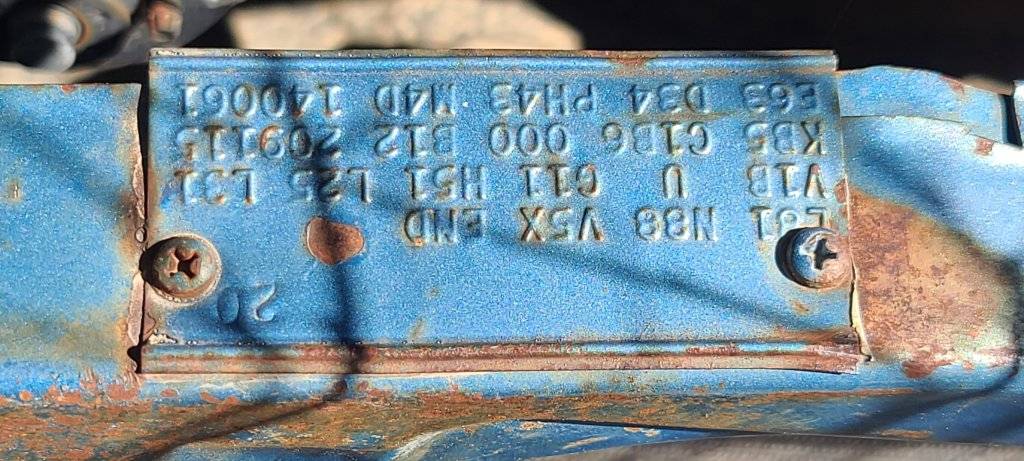 20
L81 N88 V5X END
V1B U G11 H51 L25 L31
KB5 C1B6 000 B12 209115
E63 D34 PH43 M4D 140061